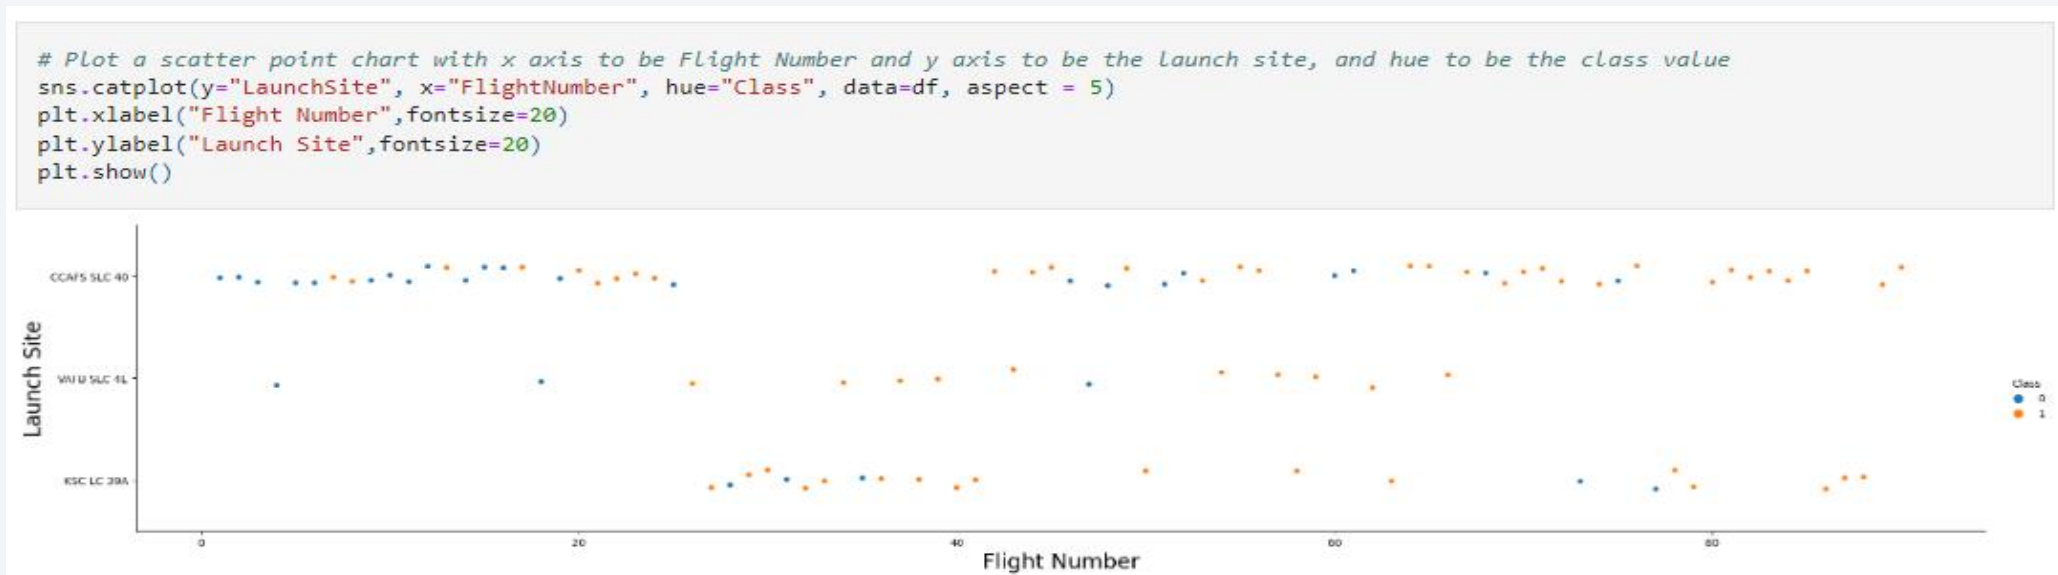 # Plot a scatter point chart with x axis to be Flight Number and y axis to be the launch site, and hue to be the class value
sns.catplot(y="LaunchSite", x="FlightNumber", hue="Class", data=df, aspect = 5)
plt.xlabel("Flight Number",fontsize=20)
plt.ylabel("Launch Site",fontsize=20)
plt.show()
Launch Site
CCAFS SLC 40
VAFB SLC 4E
KSC LC 39A
0 20 40 60 80
Flight Number
Class
0
1